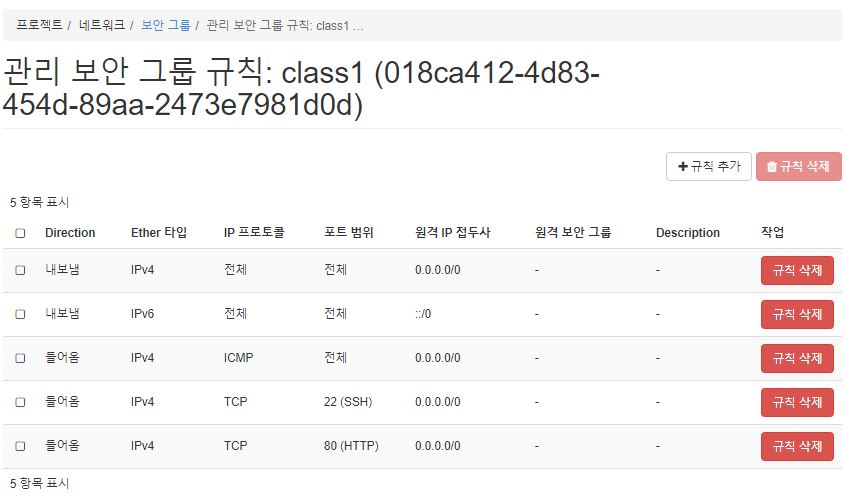 프로젝트 / 네트워크 / 보안 그룹 / 관리 보안 그룹 규칙: class1 ...
관리 보안 그룹 규칙: class1 (018ca412-4d83-
454d-89aa-2473e7981d0d)
규칙 추가 규칙 삭제
5 항목 표시
Direction Ether 타입 IP 프로토콜 포트 범위 원격 IP 접두사 원격 보안 그룹 Description 작업
내보냄 IPv4 전체 전체 0.0.0.0/0 - - 규칙 삭제
내보냄 IPv6 전체 전체 ::/0 - - 규칙 삭제
들어옴 IPv4 ICMP 전체 0.0.0.0/0 - - 규칙 삭제
들어옴 IPv4 TCP 22 (SSH) 0.0.0.0/0 - - 규칙 삭제
들어옴 IPv4 TCP 80 (HTTP) 0.0.0.0/0 - - 규칙 삭제
5 항목 표시